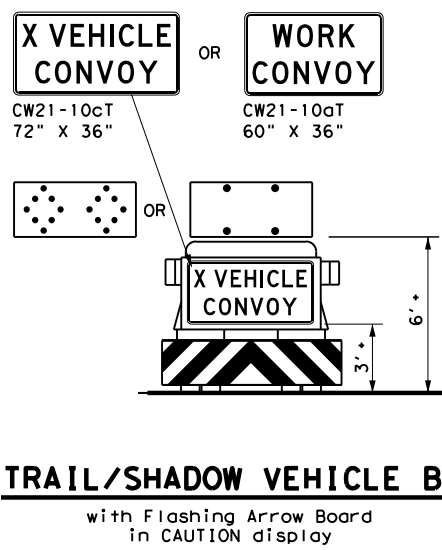 X VEHICLE
CONVOY
OR
WORK
CONVOY
CW21-10cT
72" X 36"
CW21-10aT
60" X 36"
OR
X VEHICLE
CONVOY
6' +
3' +
TRAIL/SHADOW VEHICLE B
with Flashing Arrow Board
in CAUTION display